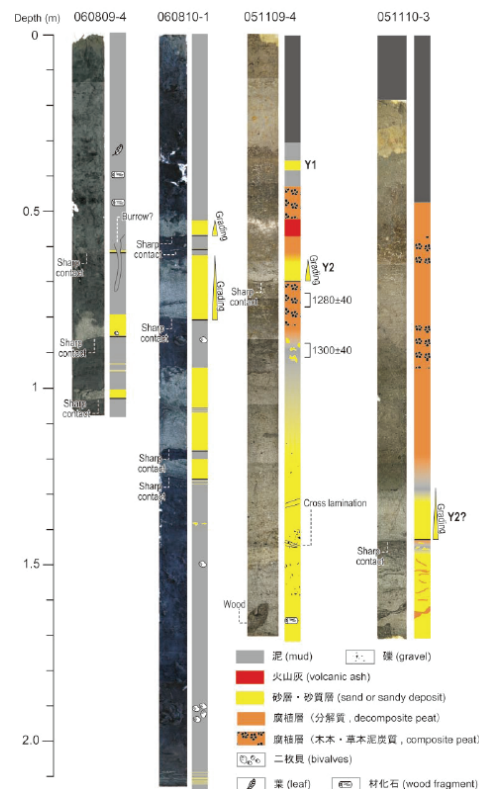 Depth (m) 060809-4 060810-1 051109-4 051110-3
0
Y1
0.5
Burrow?
Grading
Sharp contact
Sharp contact
Grading
Y2
Grading
Sharp contact
1280±40
Sharp contact
Sharp contact
1300±40
1
Sharp contact
Sharp contact
Sharp contact
Cross lamination
Grading
Y2?
Sharp contact
1.5
Wood
2.0
泥 (mud) 礫 (gravel)
火山灰 (volcanic ash)
砂層・砂質層 (sand or sandy deposit)
腐植層(分解質, decomposite peat)
腐植層(木本・草本泥炭質, composite peat)
二枚貝 (bivalves)
葉 (leaf) 材化石 (wood fragment)